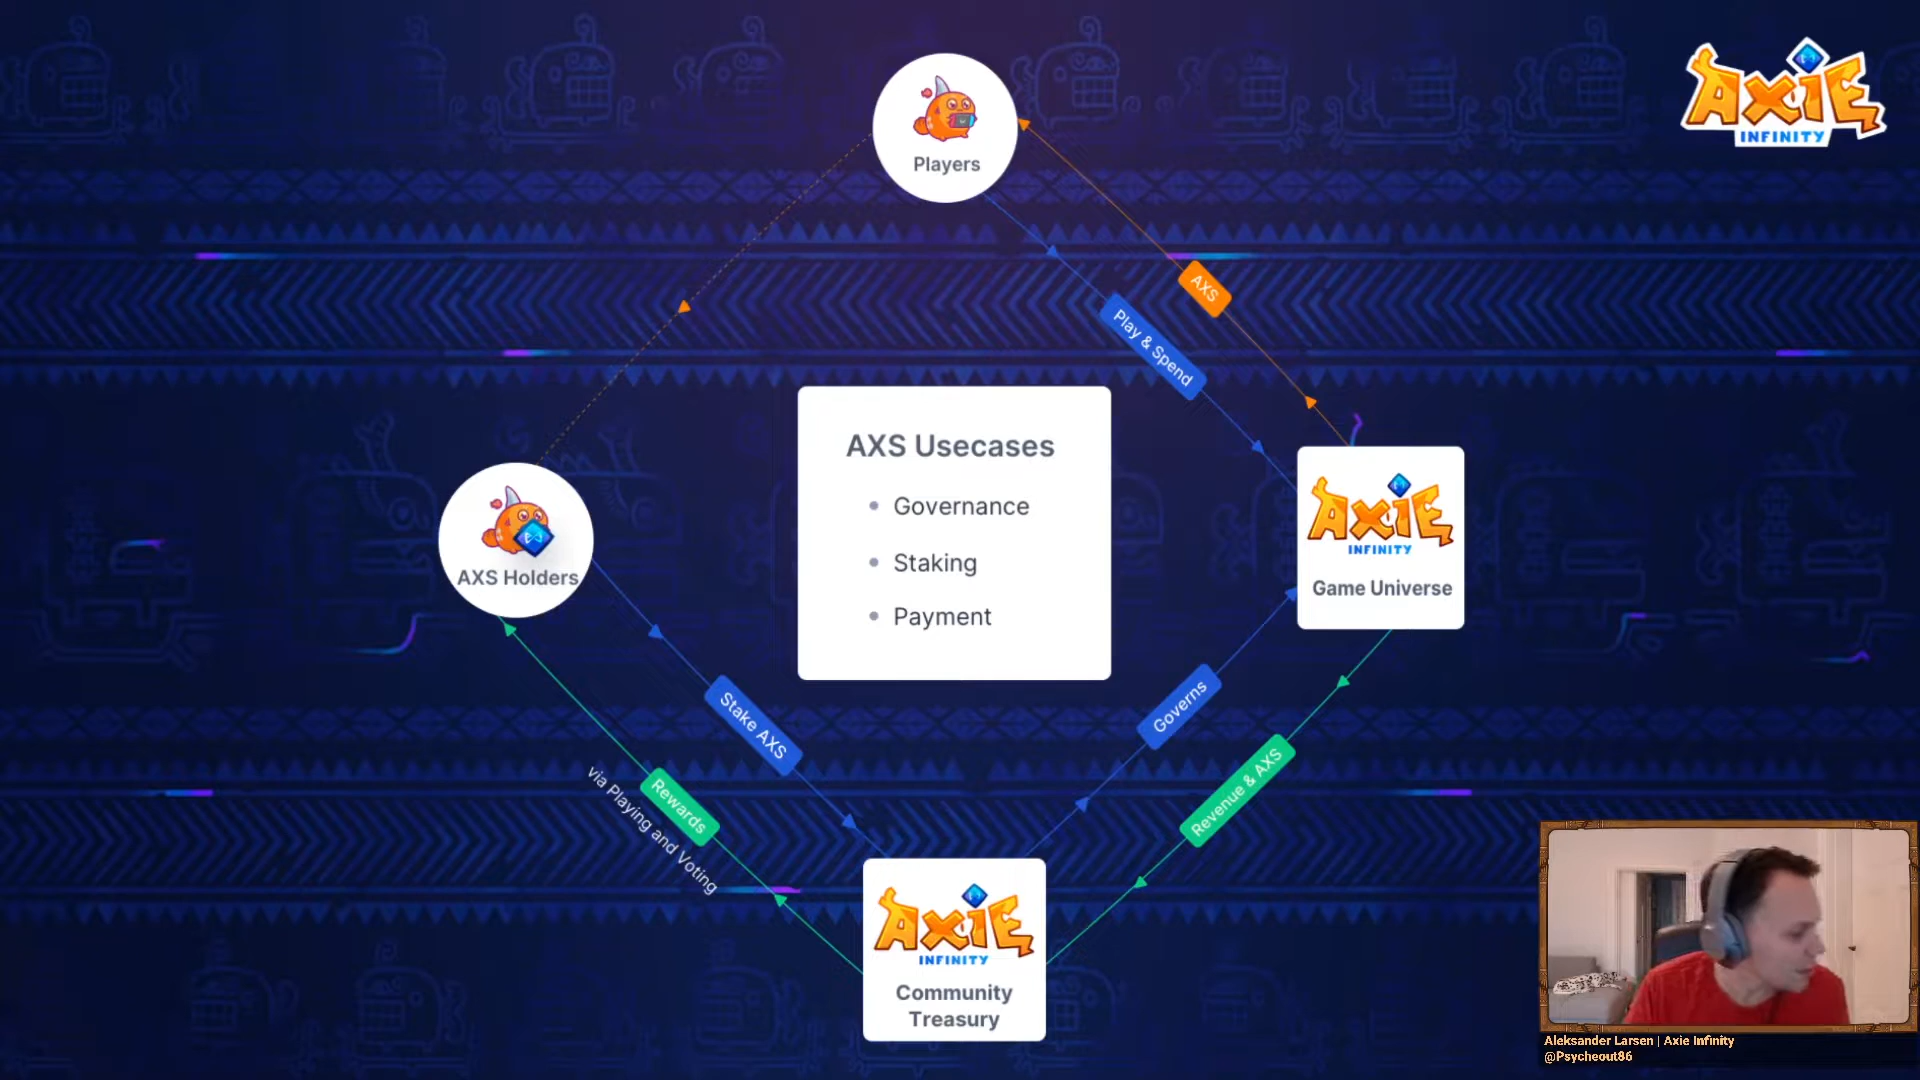 AXIE
INFINITY
Players
AXS
Play & Spend
AXS Usecases
• Governance
• Staking
• Payment
AXS Holders
AXIE
INFINITY
Game Universe
Stake AXS
Governs
Rewards
via Playing and Voting
Revenue & AXS
AXIE
INFINITY
Community
Treasury
Aleksander Larsen | Axie Infinity
@Psycheout86